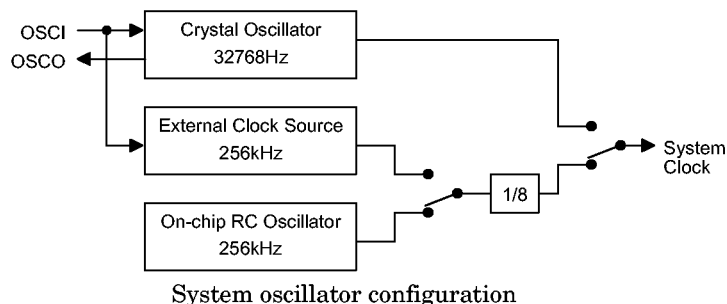 OSCI
OSCO
Crystal Oscillator
32768Hz
External Clock Source
256kHz
On-chip RC Oscillator
256kHz
1/8
System
Clock
System oscillator configuration